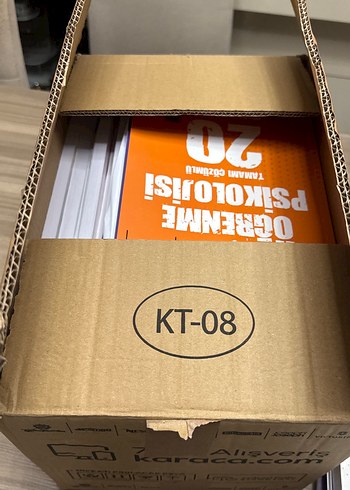 ÖĞRENME
PSİKOLOJİSİ
TAMAMI ÇÖZÜMLÜ
20
KT-08
Alışveriş
karaca.com